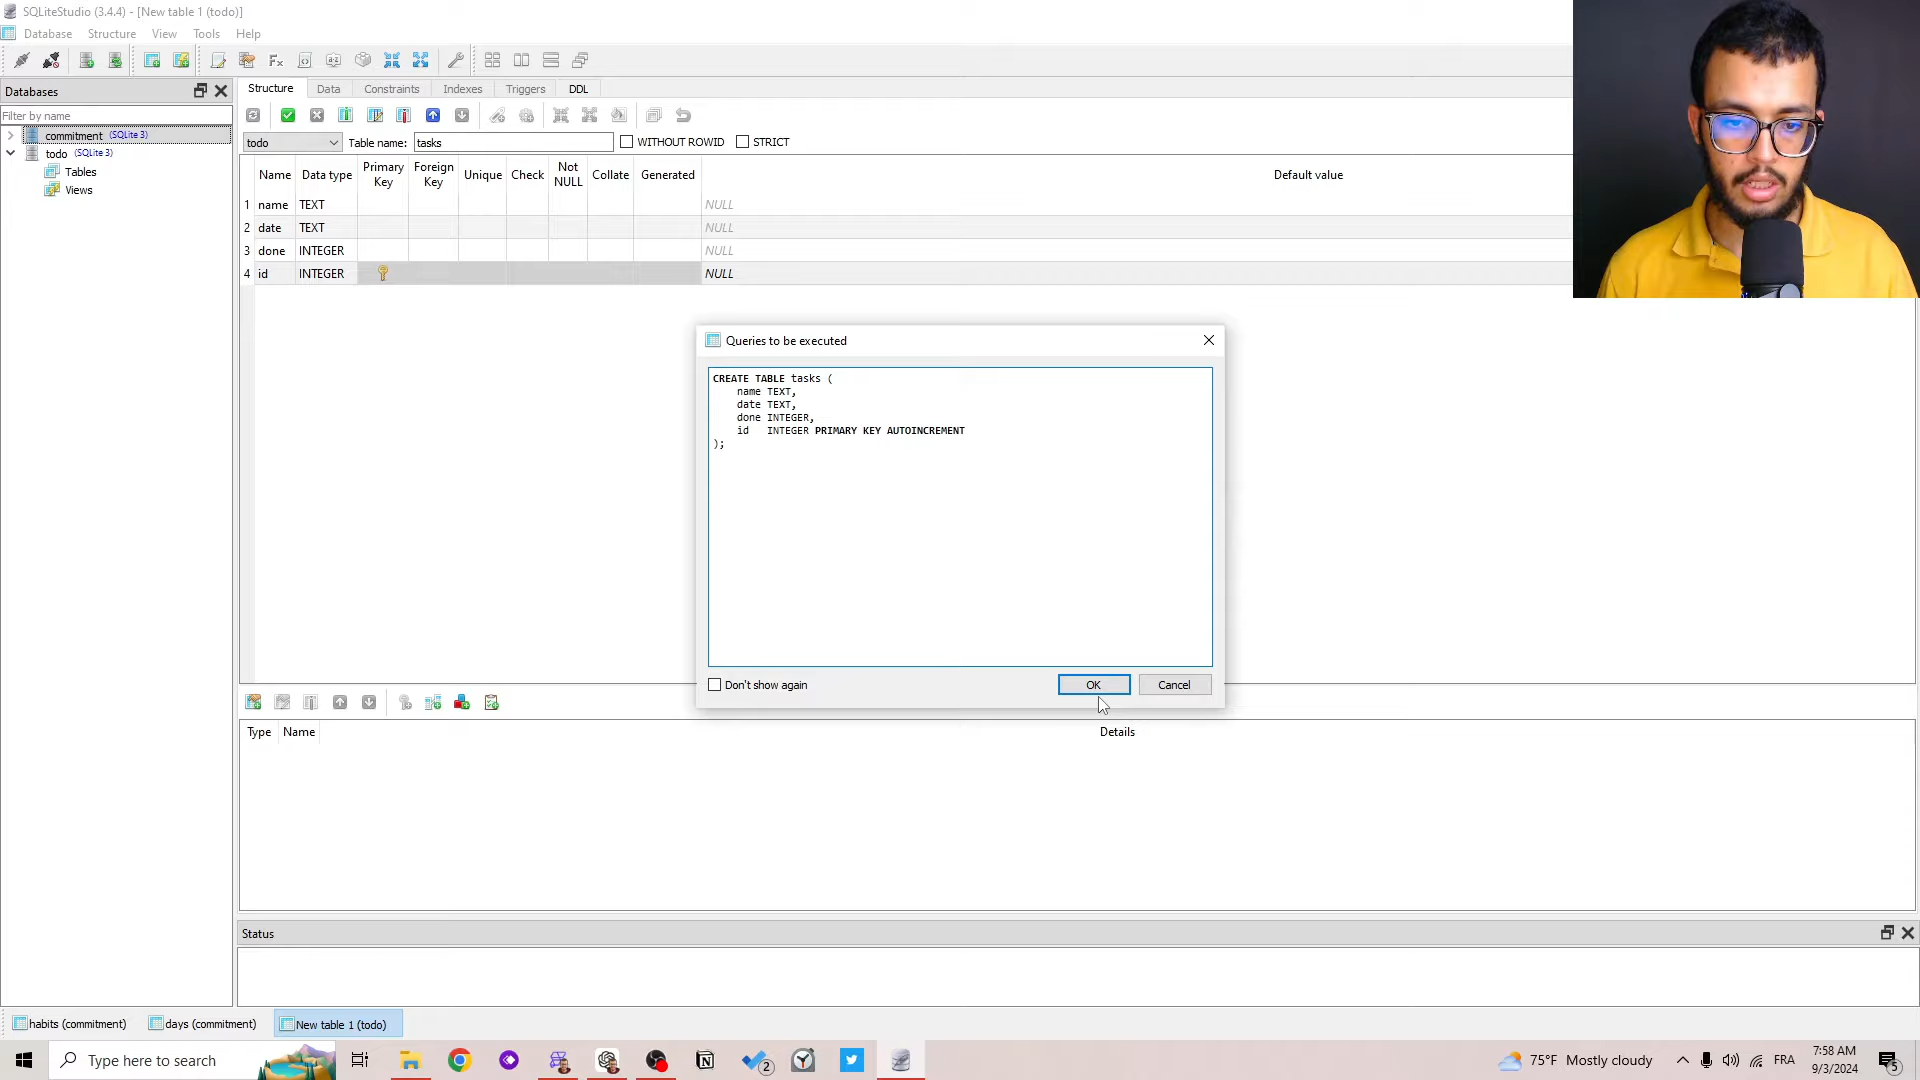 SQLiteStudio (3.4.4) - [New table 1 (todo)]
Database Structure View Tools Help
Databases
Filter by name
commitment (SQLite 3)
todo (SQLite 3)
Tables
Views
Structure Data Constraints Indexes Triggers DDL
todo Table name: tasks WITHOUT ROWID STRICT
Name Data type Primary Key Foreign Key Unique Check Not NULL Collate Generated Default value
1 name TEXT NULL
2 date TEXT NULL
3 done INTEGER NULL
4 id INTEGER NULL
Queries to be executed
CREATE TABLE tasks (
name TEXT,
date TEXT,
done INTEGER,
id INTEGER PRIMARY KEY AUTOINCREMENT
);
Don't show again OK Cancel
Type Name Details
Status
habits (commitment) days (commitment) New table 1 (todo)
Type here to search 2 75°F Mostly cloudy FRA 7:58 AM
9/3/2024 5